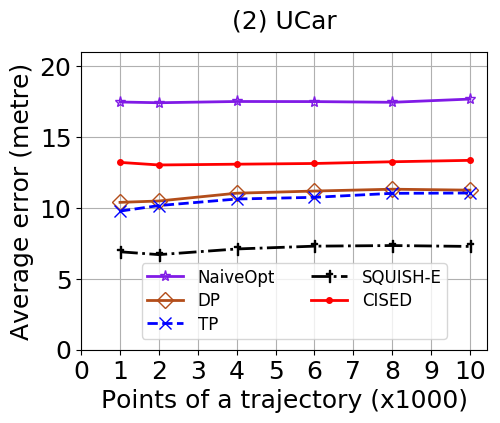 (2) UCar
Average error (metre)
20
15
10
5
0
NaiveOpt
DP
TP
SQUISH-E
CISED
0 1 2 3 4 5 6 7 8 9 10
Points of a trajectory (x1000)